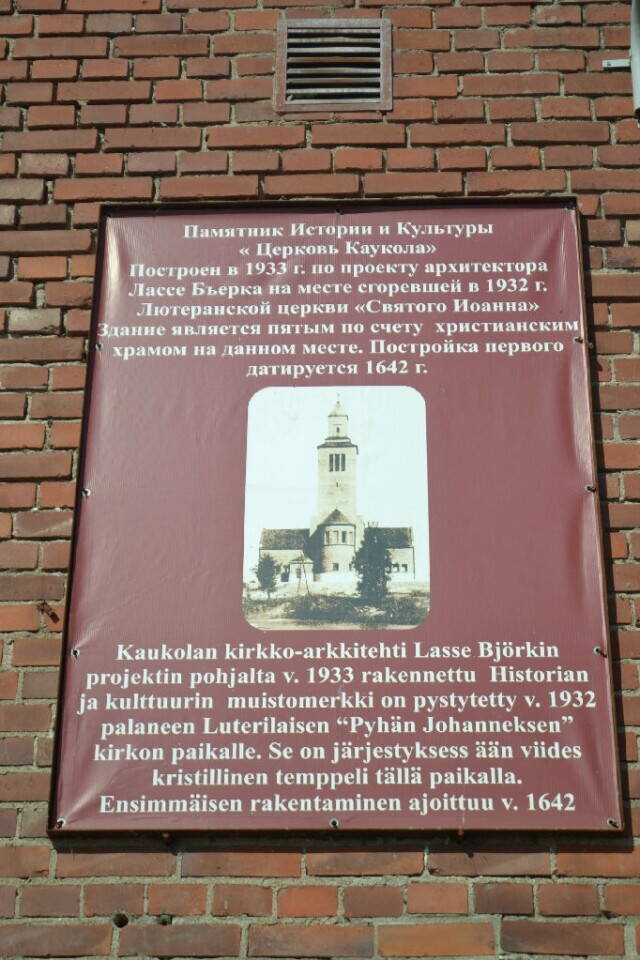 Памятник Истории и Культуры
« Церковь Каукола»
Построен в 1933 г. по проекту архитектора
Лассе Бъерка на месте сгоревшей в 1932 г.
Лютеранской церкви «Святого Иоанна»
Здание является пятым по счету христианским
храмом на данном месте. Постройка первого
датируется 1642 г.
Kaukolan kirkko-arkkitehti Lasse Björkin
projektin pohjalta v. 1933 rakennettu Historian
ja kulttuurin muistomerkki on pystytetty v. 1932
palaneen Luterilaisen “Pyhän Johanneksen”
kirkon paikalle. Se on järjestyksess ään viides
kristillinen temppeli tällä paikalla.
Ensimmäisen rakentaminen ajoittuu v. 1642